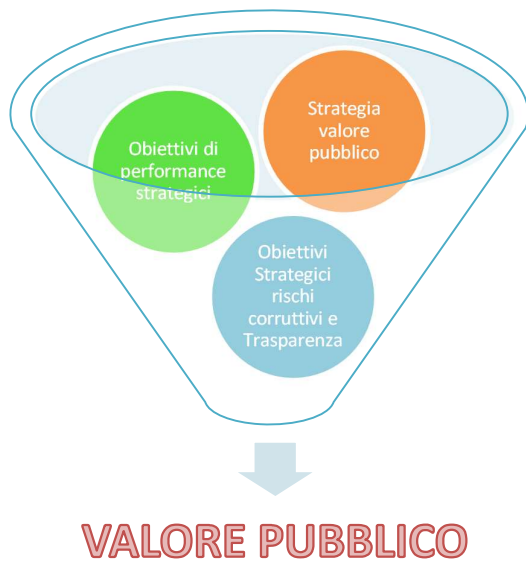 Strategia
valore
pubblico
Obiettivi di
performance
strategici
Obiettivi
Strategici
rischi
corruttivi e
Trasparenza
VALORE PUBBLICO